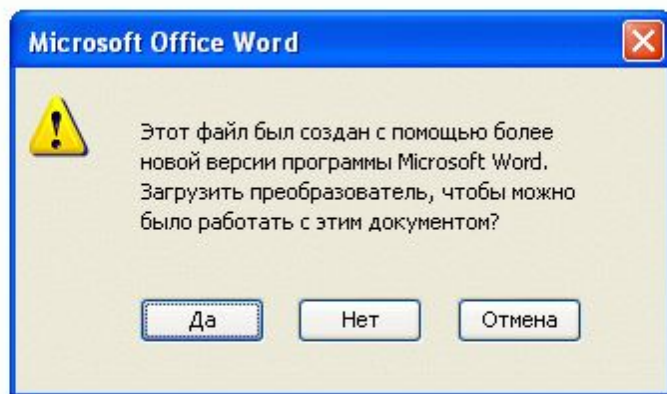 Microsoft Office Word
Этот файл был создан с помощью более
новой версии программы Microsoft Word.
Загрузить преобразователь, чтобы можно
было работать с этим документом?
Да Нет Отмена